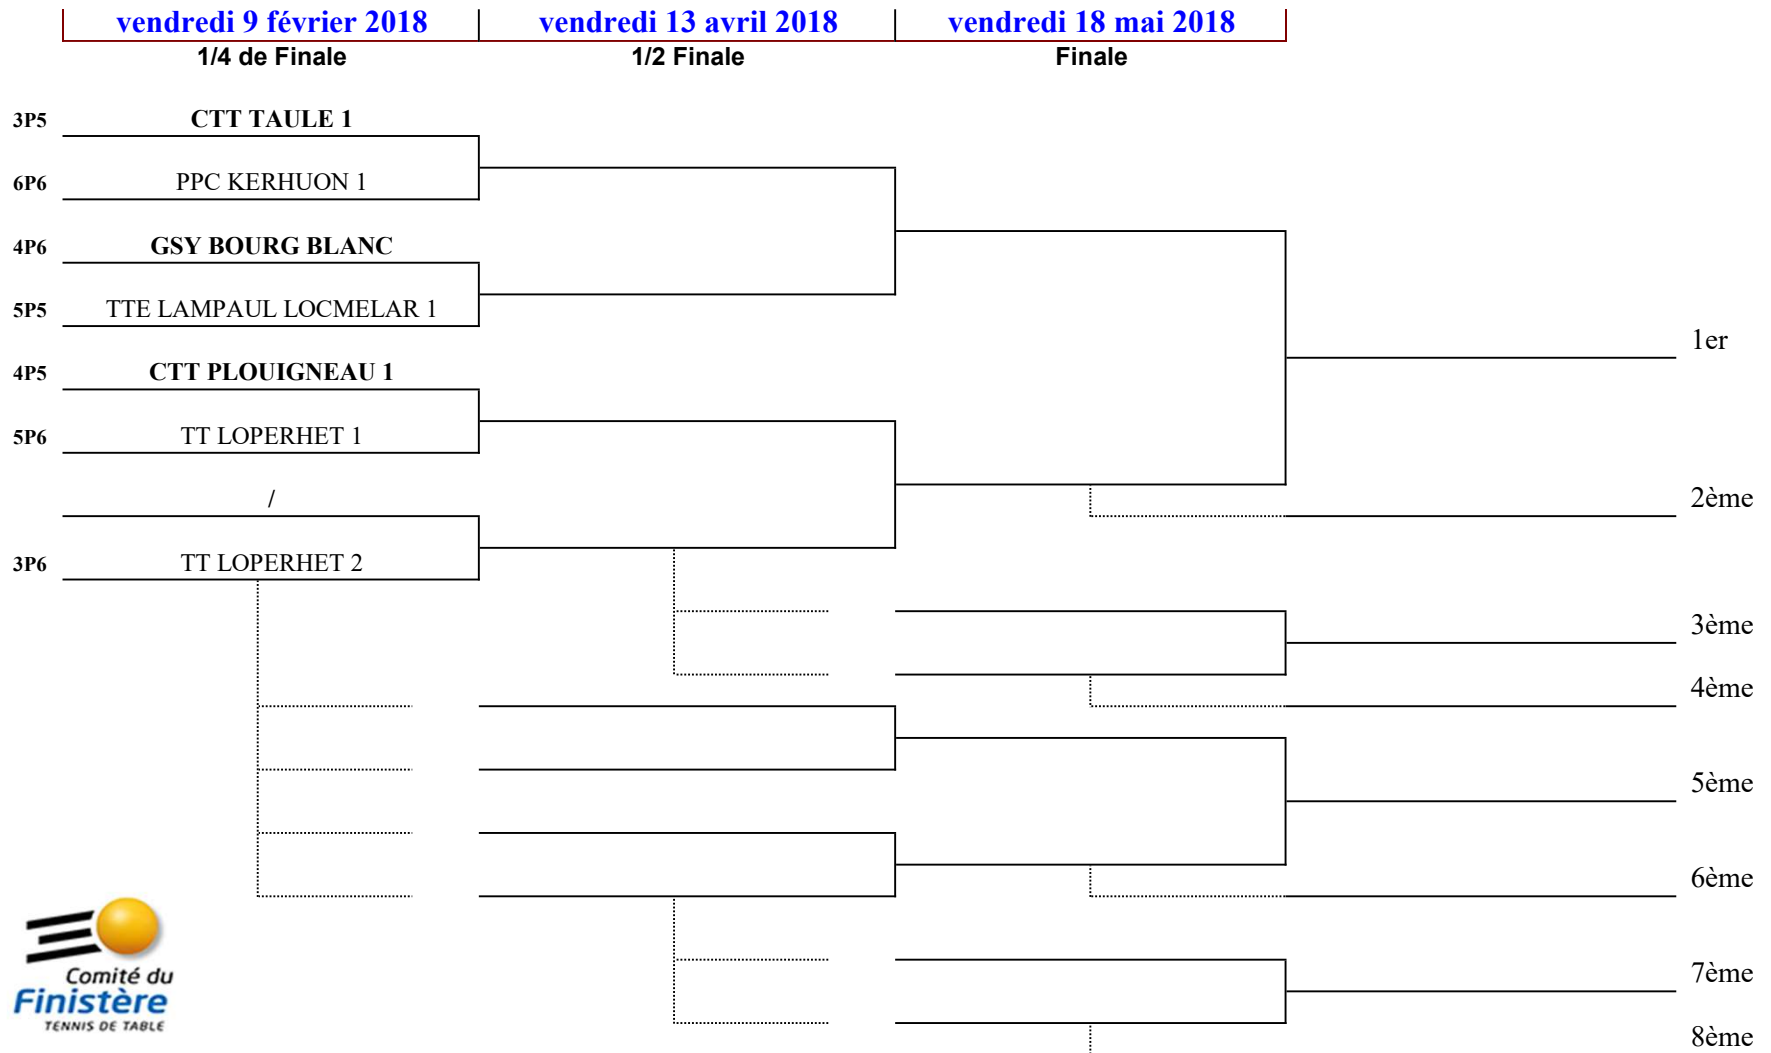 vendredi 9 février 2018 vendredi 13 avril 2018 vendredi 18 mai 2018
1/4 de Finale 1/2 Finale Finale
3P5 CTT TAULE 1
6P6 PPC KERHUON 1
4P6 GSY BOURG BLANC
5P5 TTE LAMPAUL LOCMELAR 1
1er
4P5 CTT PLOUIGNEAU 1
5P6 TT LOPERHET 1
/
2ème
3P6 TT LOPERHET 2
3ème
4ème
5ème
6ème
7ème
8ème
Comité du
Finistère
TENNIS DE TABLE